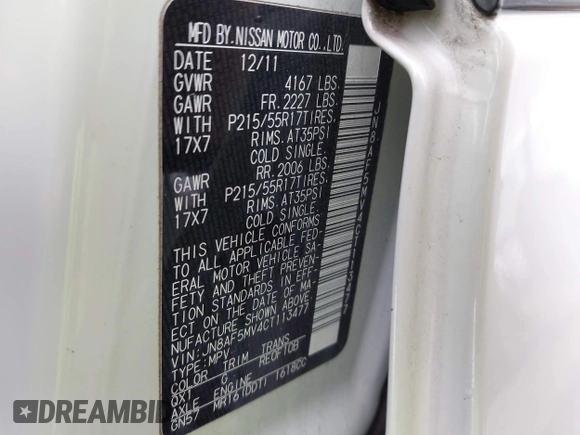 MFD BY.NISSAN MOTOR CO.,LTD.
DATE 12/11
GVWR 4167 LBS.
GAWR FR. 2227 LBS.
WITH P215/55R17TIRES.
17X7 RIMS. AT35PSI
COLD SINGLE.
GAWR RR. 2006 LBS.
WITH P215/55R17TIRES.
17X7 RIMS. AT35PSI
COLD SINGLE.
THIS VEHICLE CONFORMS
TO ALL APPLICABLE FED-
ERAL MOTOR VEHICLE SA-
FETY AND THEFT PREVEN-
TION STANDARDS IN EFF-
ECT ON THE DATE OF MA-
NUFACTURE SHOWN ABOVE.
VIN: JN8AF5MV4CT113477
TYPE: MPV
COLOR TRIM TRANS
QX1 G RE0F10B
AXLE ENGINE
GN57 MR16(DDT) 1618CC
DREAMBID